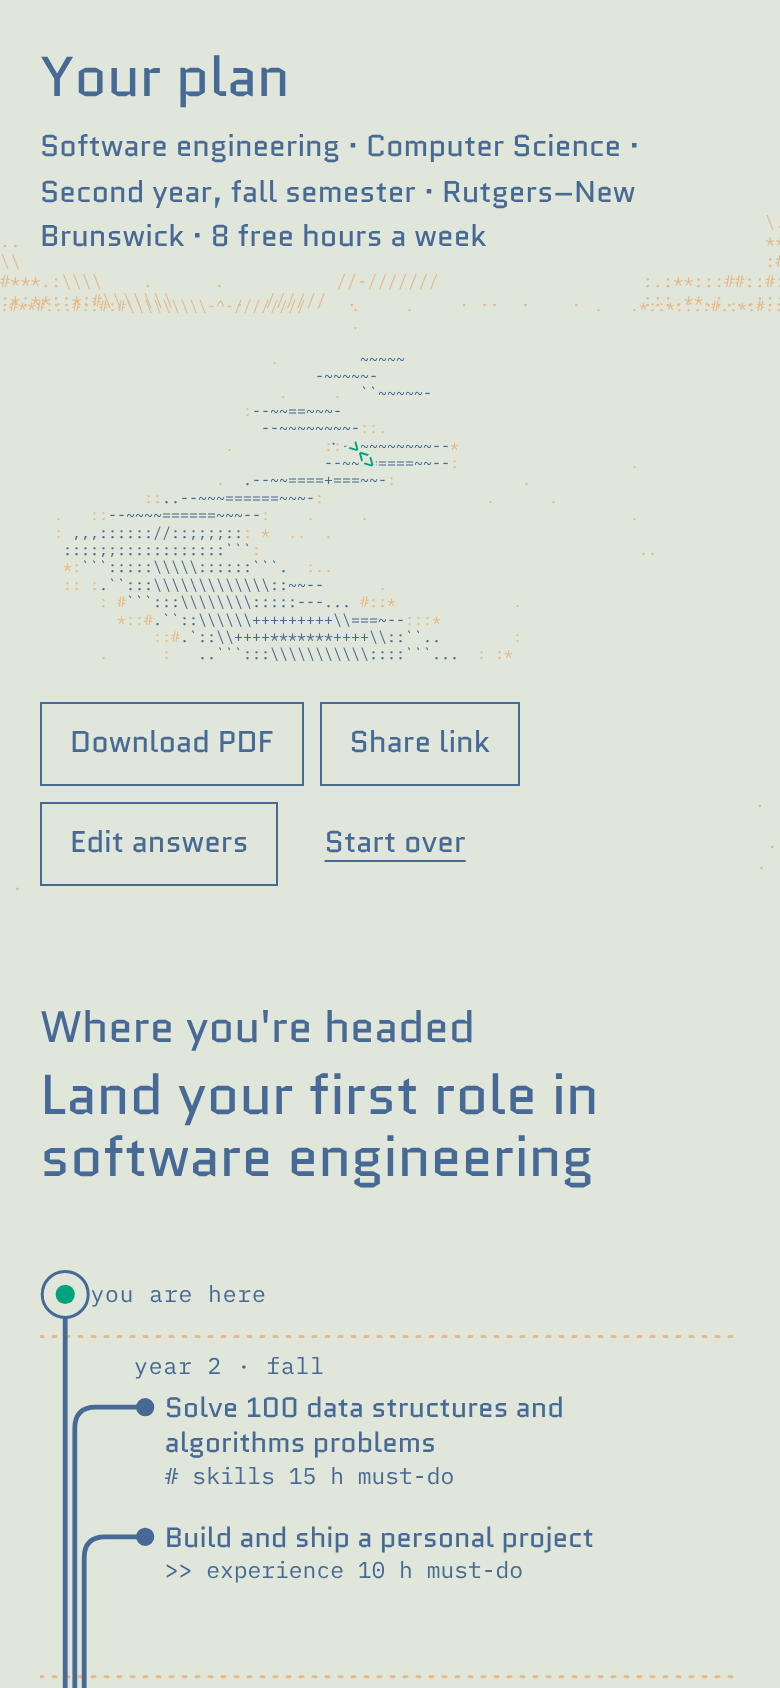 Your plan
Software engineering · Computer Science ·
Second year, fall semester · Rutgers–New
Brunswick · 8 free hours a week
Download PDF
Share link
Edit answers
Start over
Where you're headed
Land your first role in
software engineering
you are here
year 2 · fall
Solve 100 data structures and
algorithms problems
# skills 15 h must-do
Build and ship a personal project
>> experience 10 h must-do